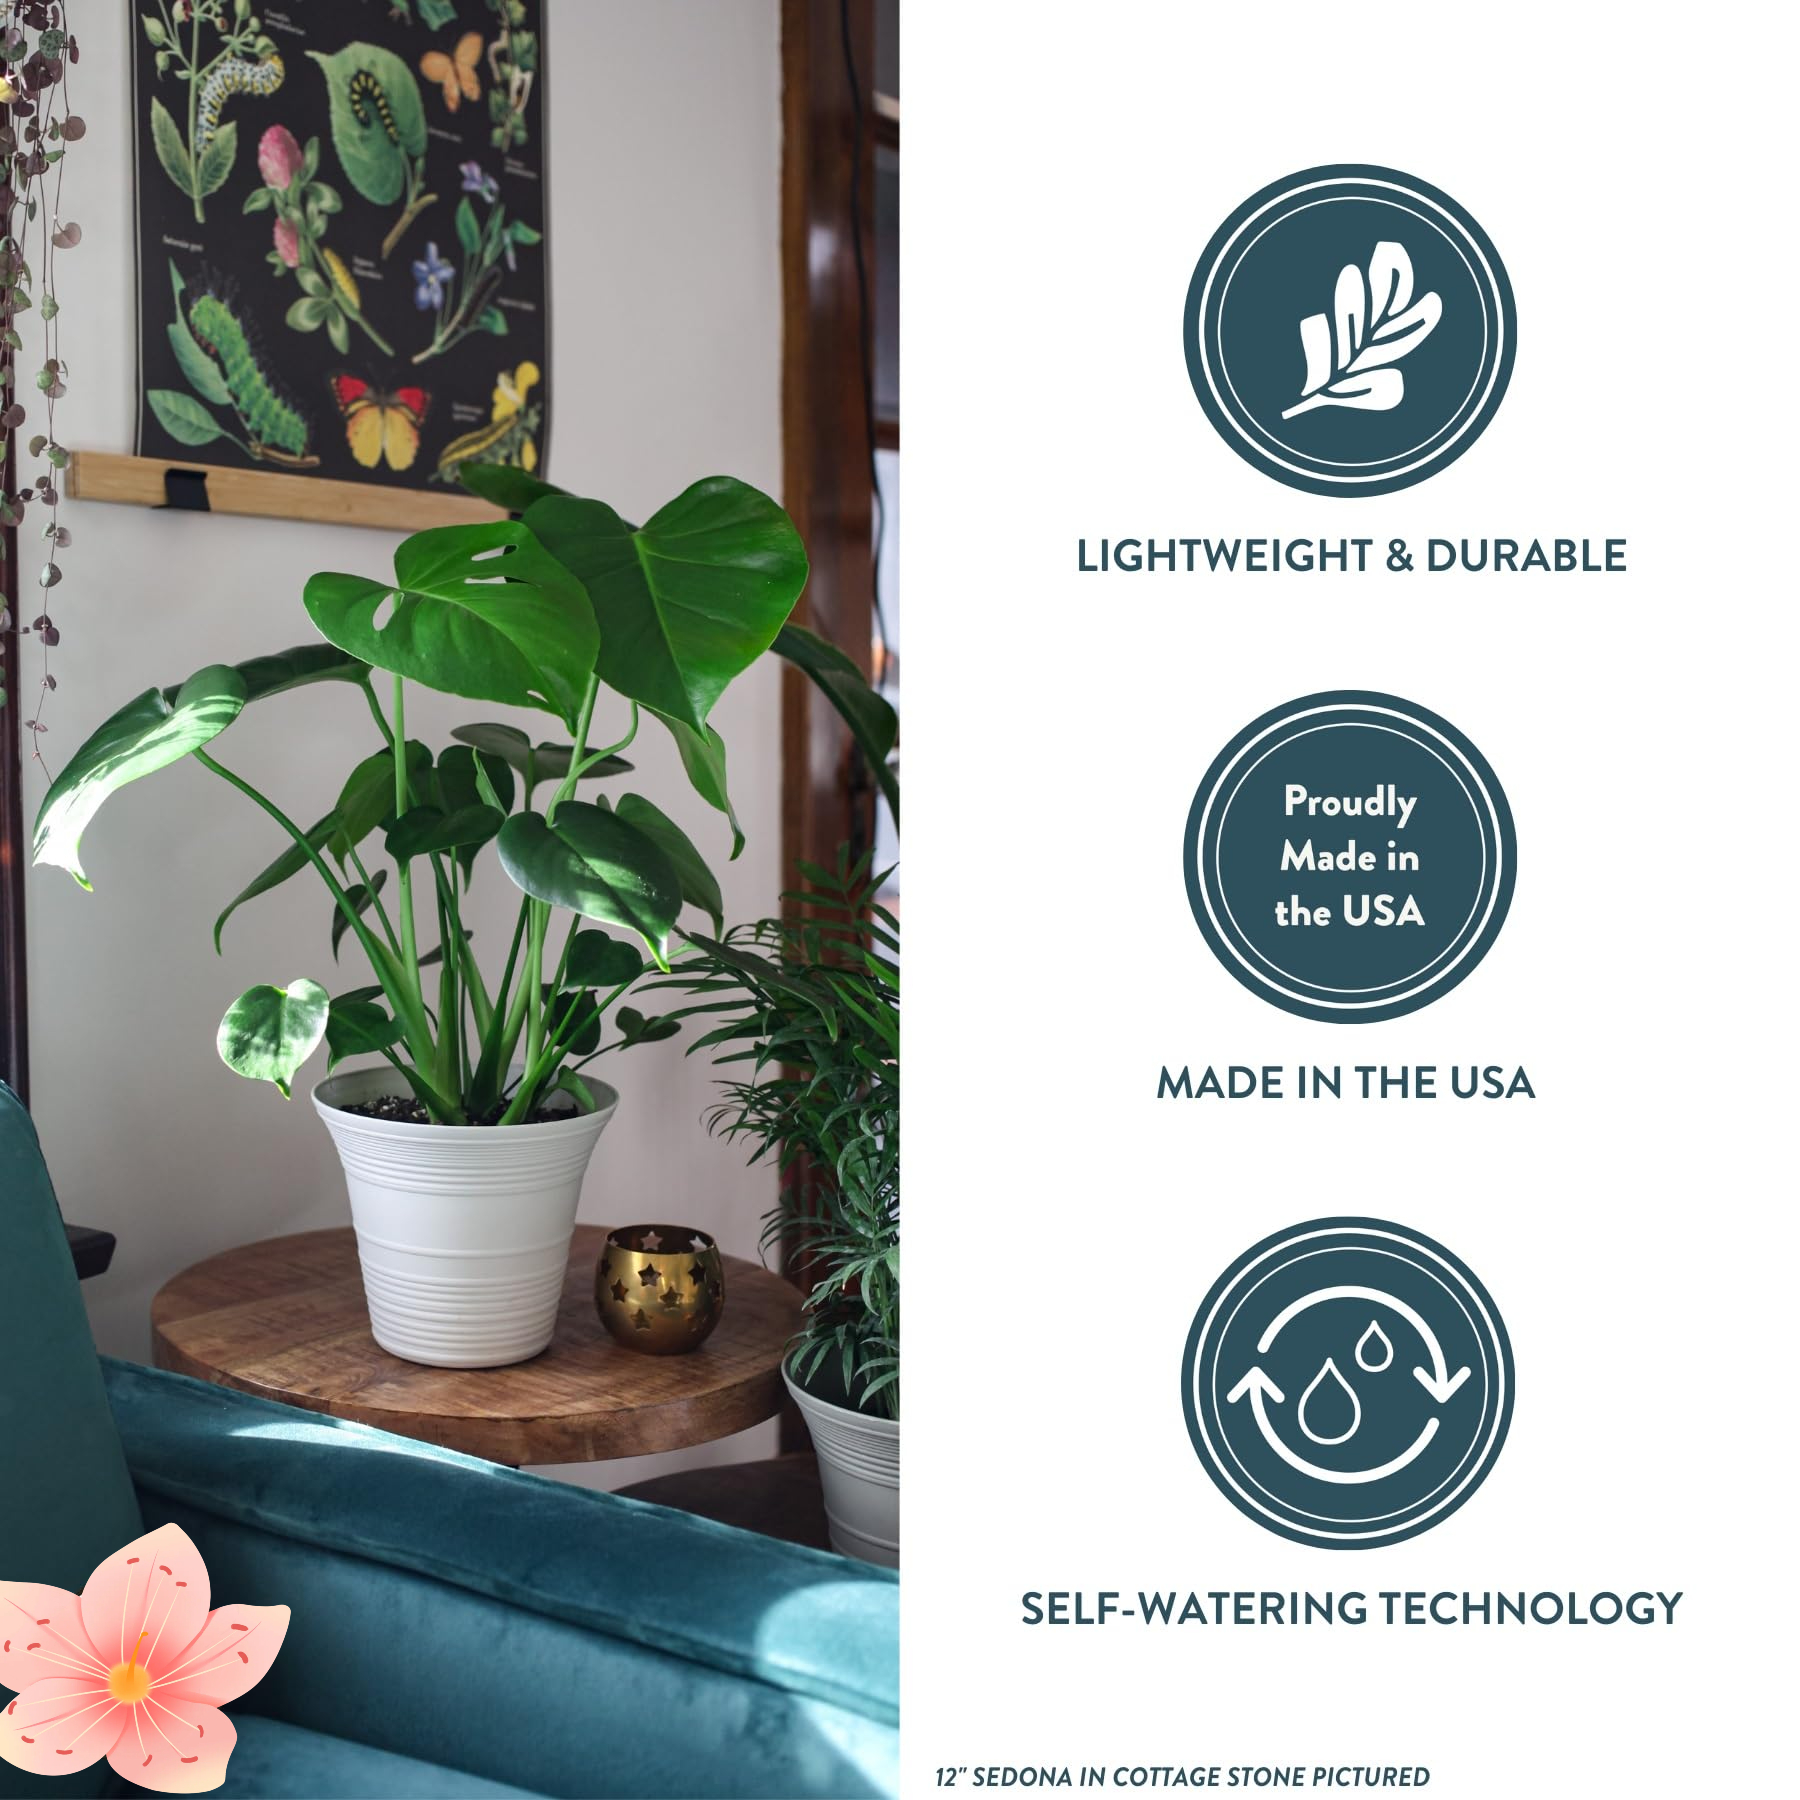 LIGHTWEIGHT & DURABLE
Proudly
Made in
the USA
MADE IN THE USA
SELF-WATERING TECHNOLOGY
12" SEDONA IN COTTAGE STONE PICTURED